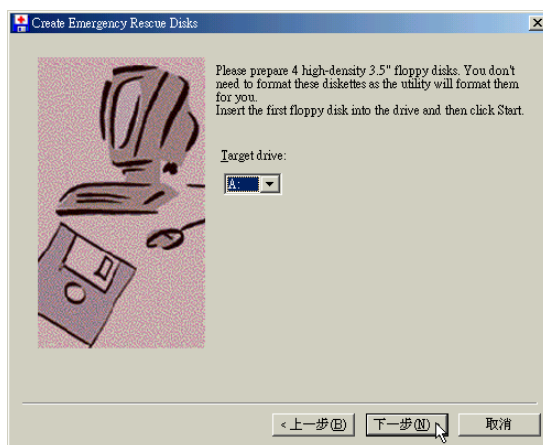 Create Emergency Rescue Disks
Please prepare 4 high-density 3.5" floppy disks. You don't
need to format these diskettes as the utility will format them
for you.
Insert the first floppy disk into the drive and then click Start.
Target drive:
A:
<上一步(B) 下一步(N) 取消